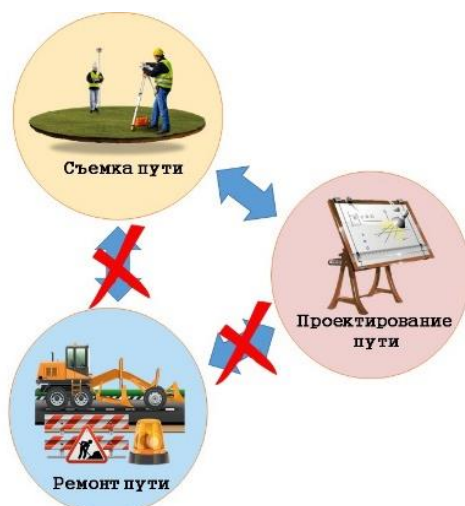 Съемка пути
Проектирование
пути
Ремонт пути